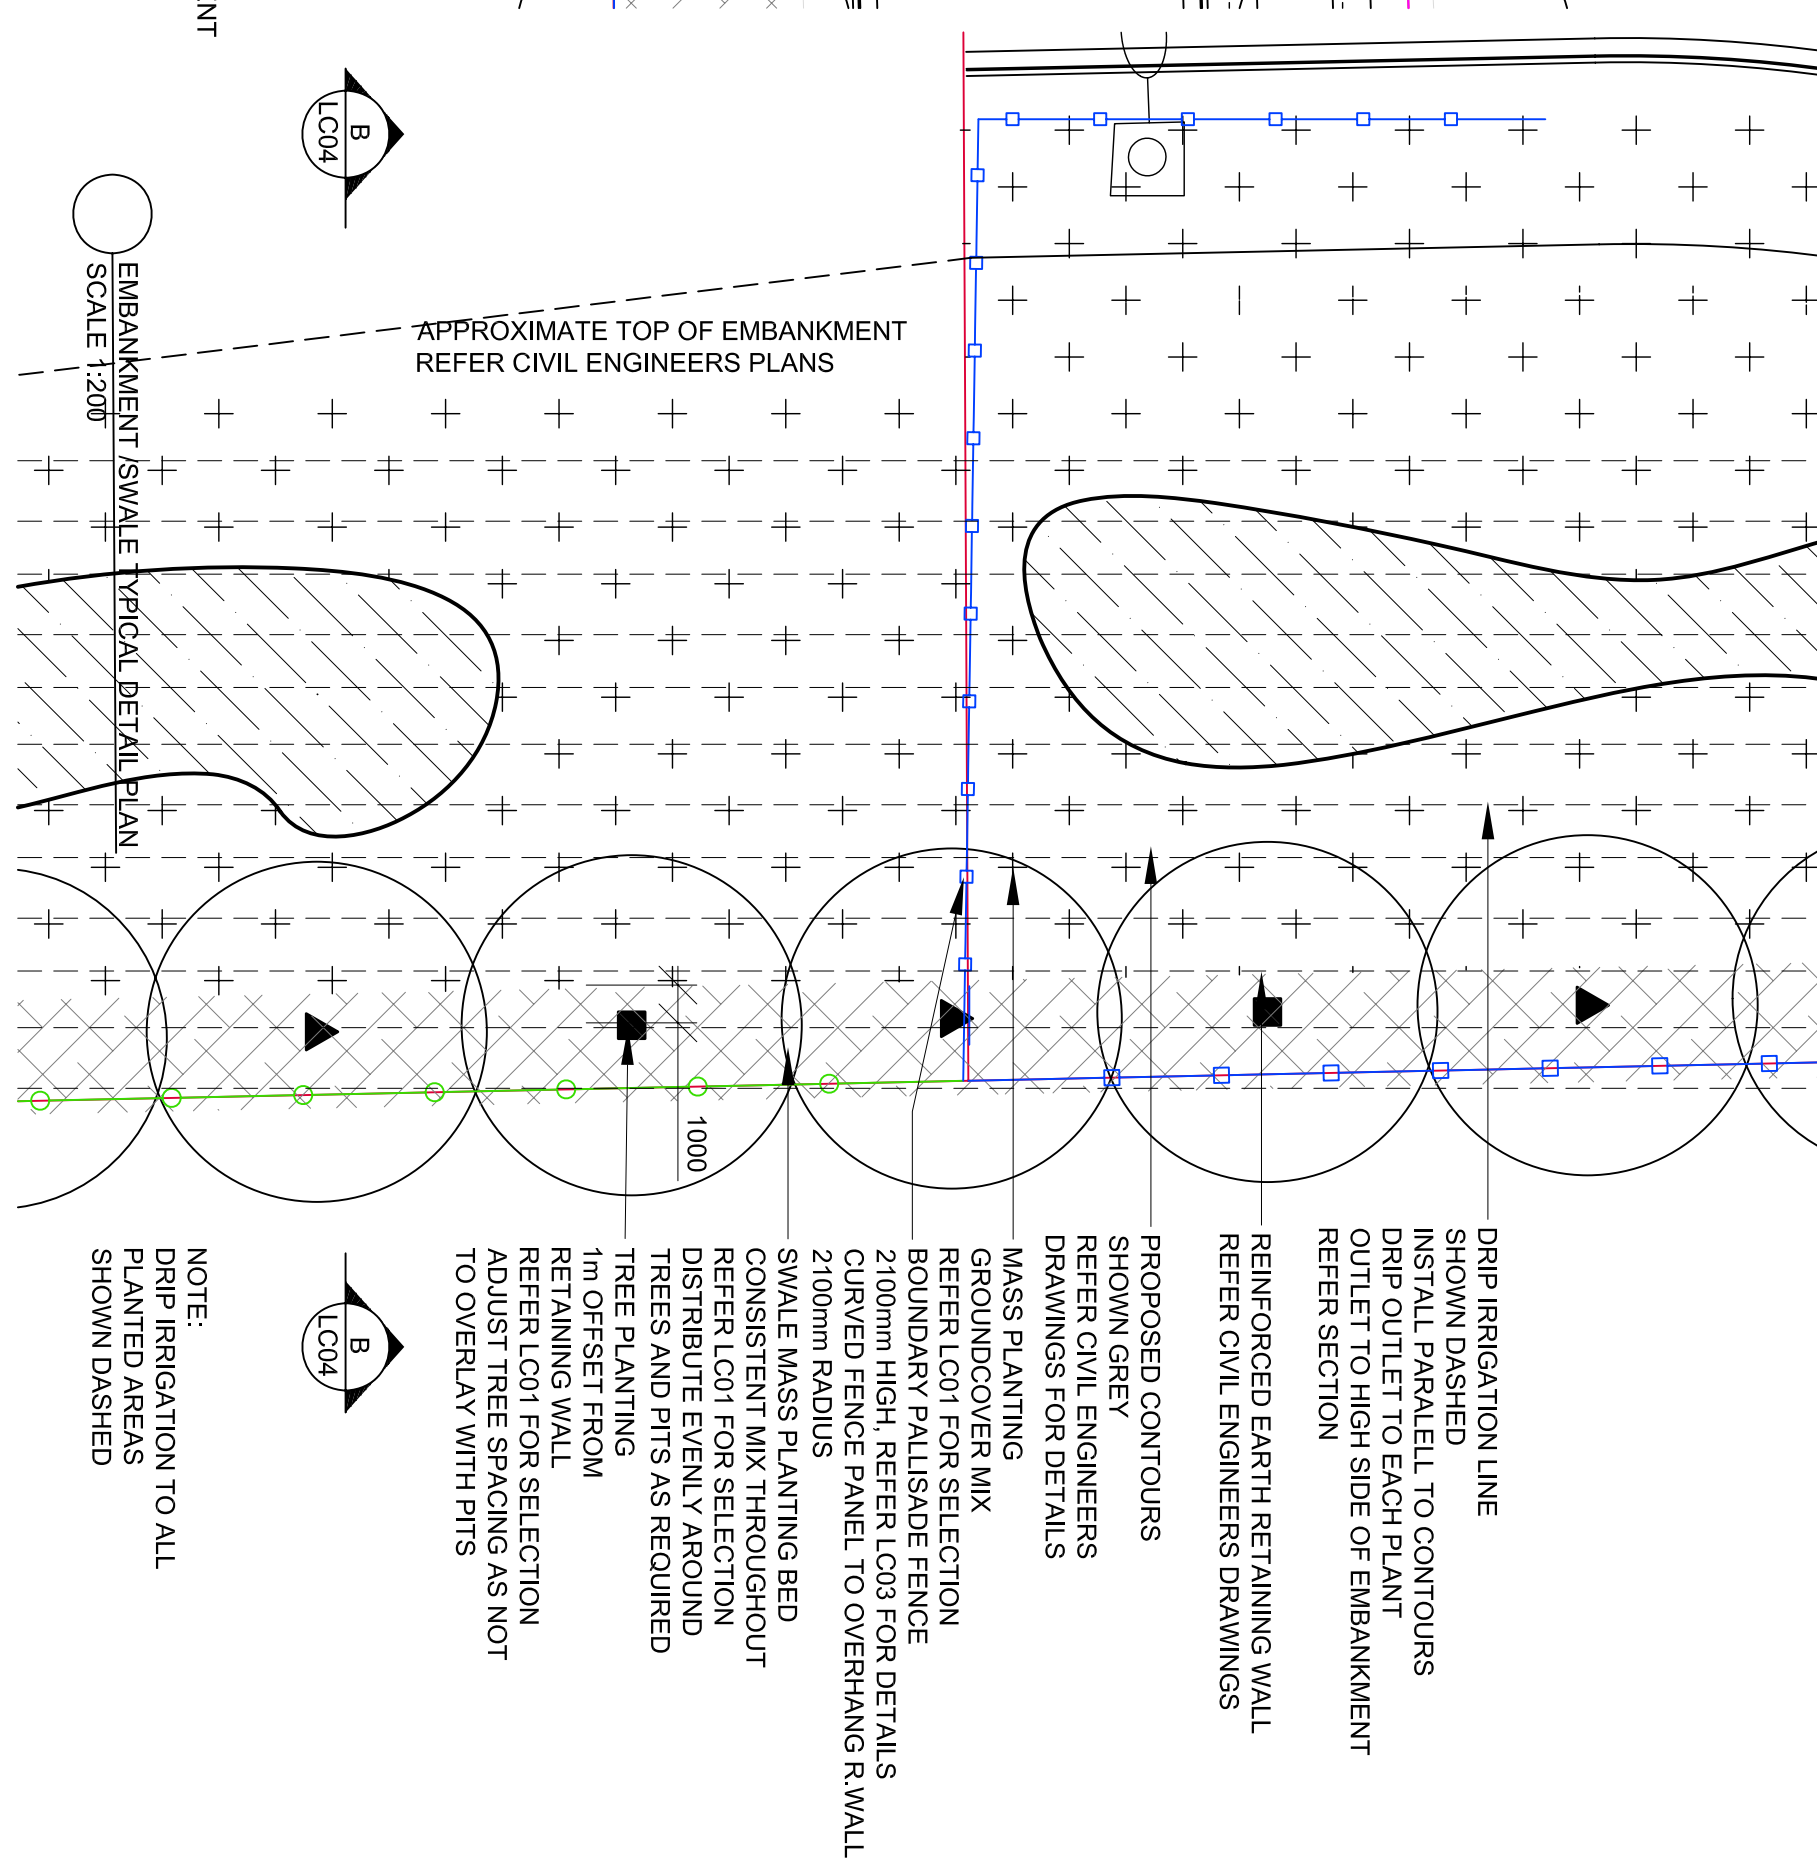 ENT
B
LC04
EMBANKMENT /SWALE TYPICAL DETAIL PLAN
SCALE 1:200
APPROXIMATE TOP OF EMBANKMENT
REFER CIVIL ENGINEERS PLANS
1000
DRIP IRRIGATION LINE
SHOWN DASHED
INSTALL PARALELL TO CONTOURS
DRIP OUTLET TO EACH PLANT
OUTLET TO HIGH SIDE OF EMBANKMENT
REFER SECTION
REINFORCED EARTH RETAINING WALL
REFER CIVIL ENGINEERS DRAWINGS
PROPOSED CONTOURS
SHOWN GREY
REFER CIVIL ENGINEERS
DRAWINGS FOR DETAILS
MASS PLANTING
GROUNDCOVER MIX
REFER LC01 FOR SELECTION
BOUNDARY PALLISADE FENCE
2100mm HIGH, REFER LC03 FOR DETAILS
CURVED FENCE PANEL TO OVERHANG R.WALL
2100mm RADIUS
SWALE MASS PLANTING BED
CONSISTENT MIX THROUGHOUT
REFER LC01 FOR SELECTION
DISTRIBUTE EVENLY AROUND
TREES AND PITS AS REQUIRED
TREE PLANTING
1m OFFSET FROM
RETAINING WALL
REFER LC01 FOR SELECTION
ADJUST TREE SPACING AS NOT
TO OVERLAY WITH PITS
B
LC04
NOTE:
DRIP IRRIGATION TO ALL
PLANTED AREAS
SHOWN DASHED